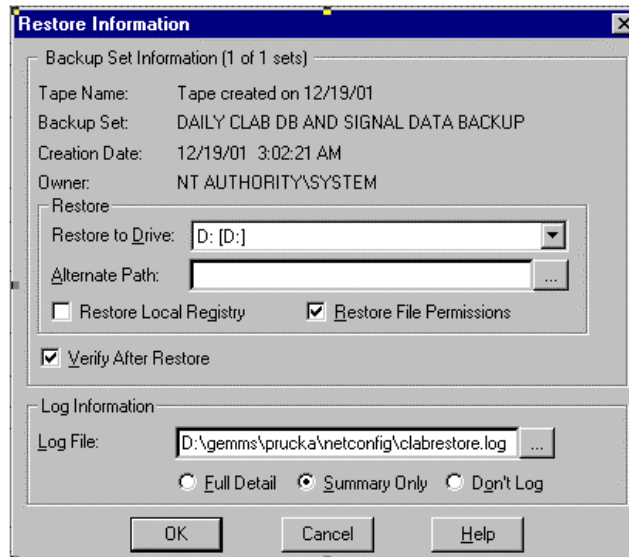 Restore Information
Backup Set Information (1 of 1 sets)
Tape Name: Tape created on 12/19/01
Backup Set: DAILY CLAB DB AND SIGNAL DATA BACKUP
Creation Date: 12/19/01 3:02:21 AM
Owner: NT AUTHORITY\SYSTEM
Restore
Restore to Drive: D: [D:]
Alternate Path: ...
Restore Local Registry Restore File Permissions
Verify After Restore
Log Information
Log File: D:\gemms\prucka\netconfig\clabrestore.log ...
Full Detail Summary Only Don't Log
OK Cancel Help